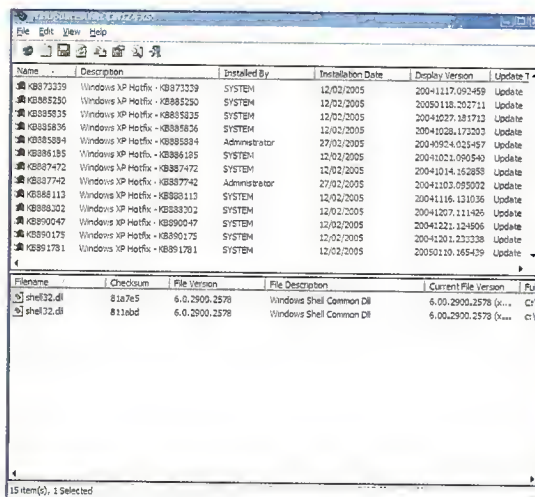 File Edit View Help
Name Description Installed By Installation Date Display Version Update T
KB873339 Windows XP Hotfix - KB873339 SYSTEM 12/02/2005 20041117.092459 Update
KB885250 Windows XP Hotfix - KB885250 SYSTEM 12/02/2005 20050118.202711 Update
KB885835 Windows XP Hotfix - KB885835 SYSTEM 12/02/2005 20041027.181713 Update
KB885836 Windows XP Hotfix - KB885836 SYSTEM 12/02/2005 20041028.173203 Update
KB885884 Windows XP Hotfix - KB885884 Administrator 27/02/2005 20040924.025457 Update
KB886185 Windows XP Hotfix - KB886185 SYSTEM 12/02/2005 20041021.090540 Update
KB887472 Windows XP Hotfix - KB887472 SYSTEM 12/02/2005 20041014.162858 Update
KB887742 Windows XP Hotfix - KB887742 Administrator 27/02/2005 20041103.095002 Update
KB888113 Windows XP Hotfix - KB888113 SYSTEM 12/02/2005 20041116.131036 Update
KB888302 Windows XP Hotfix - KB888302 SYSTEM 12/02/2005 20041207.111426 Update
KB890047 Windows XP Hotfix - KB890047 SYSTEM 12/02/2005 20041221.124506 Update
KB890175 Windows XP Hotfix - KB890175 SYSTEM 12/02/2005 20041201.233338 Update
KB891781 Windows XP Hotfix - KB891781 SYSTEM 12/02/2005 20050110.165439 Update
Filename Checksum File Version File Description Current File Version Ful
shell32.dll 81a7e5 6.0.2900.2578 Windows Shell Common Dll 6.00.2900.2578 (x... C:\
shell32.dll 811abd 6.0.2900.2578 Windows Shell Common Dll 6.00.2900.2578 (x... C:\
15 item(s), 1 Selected